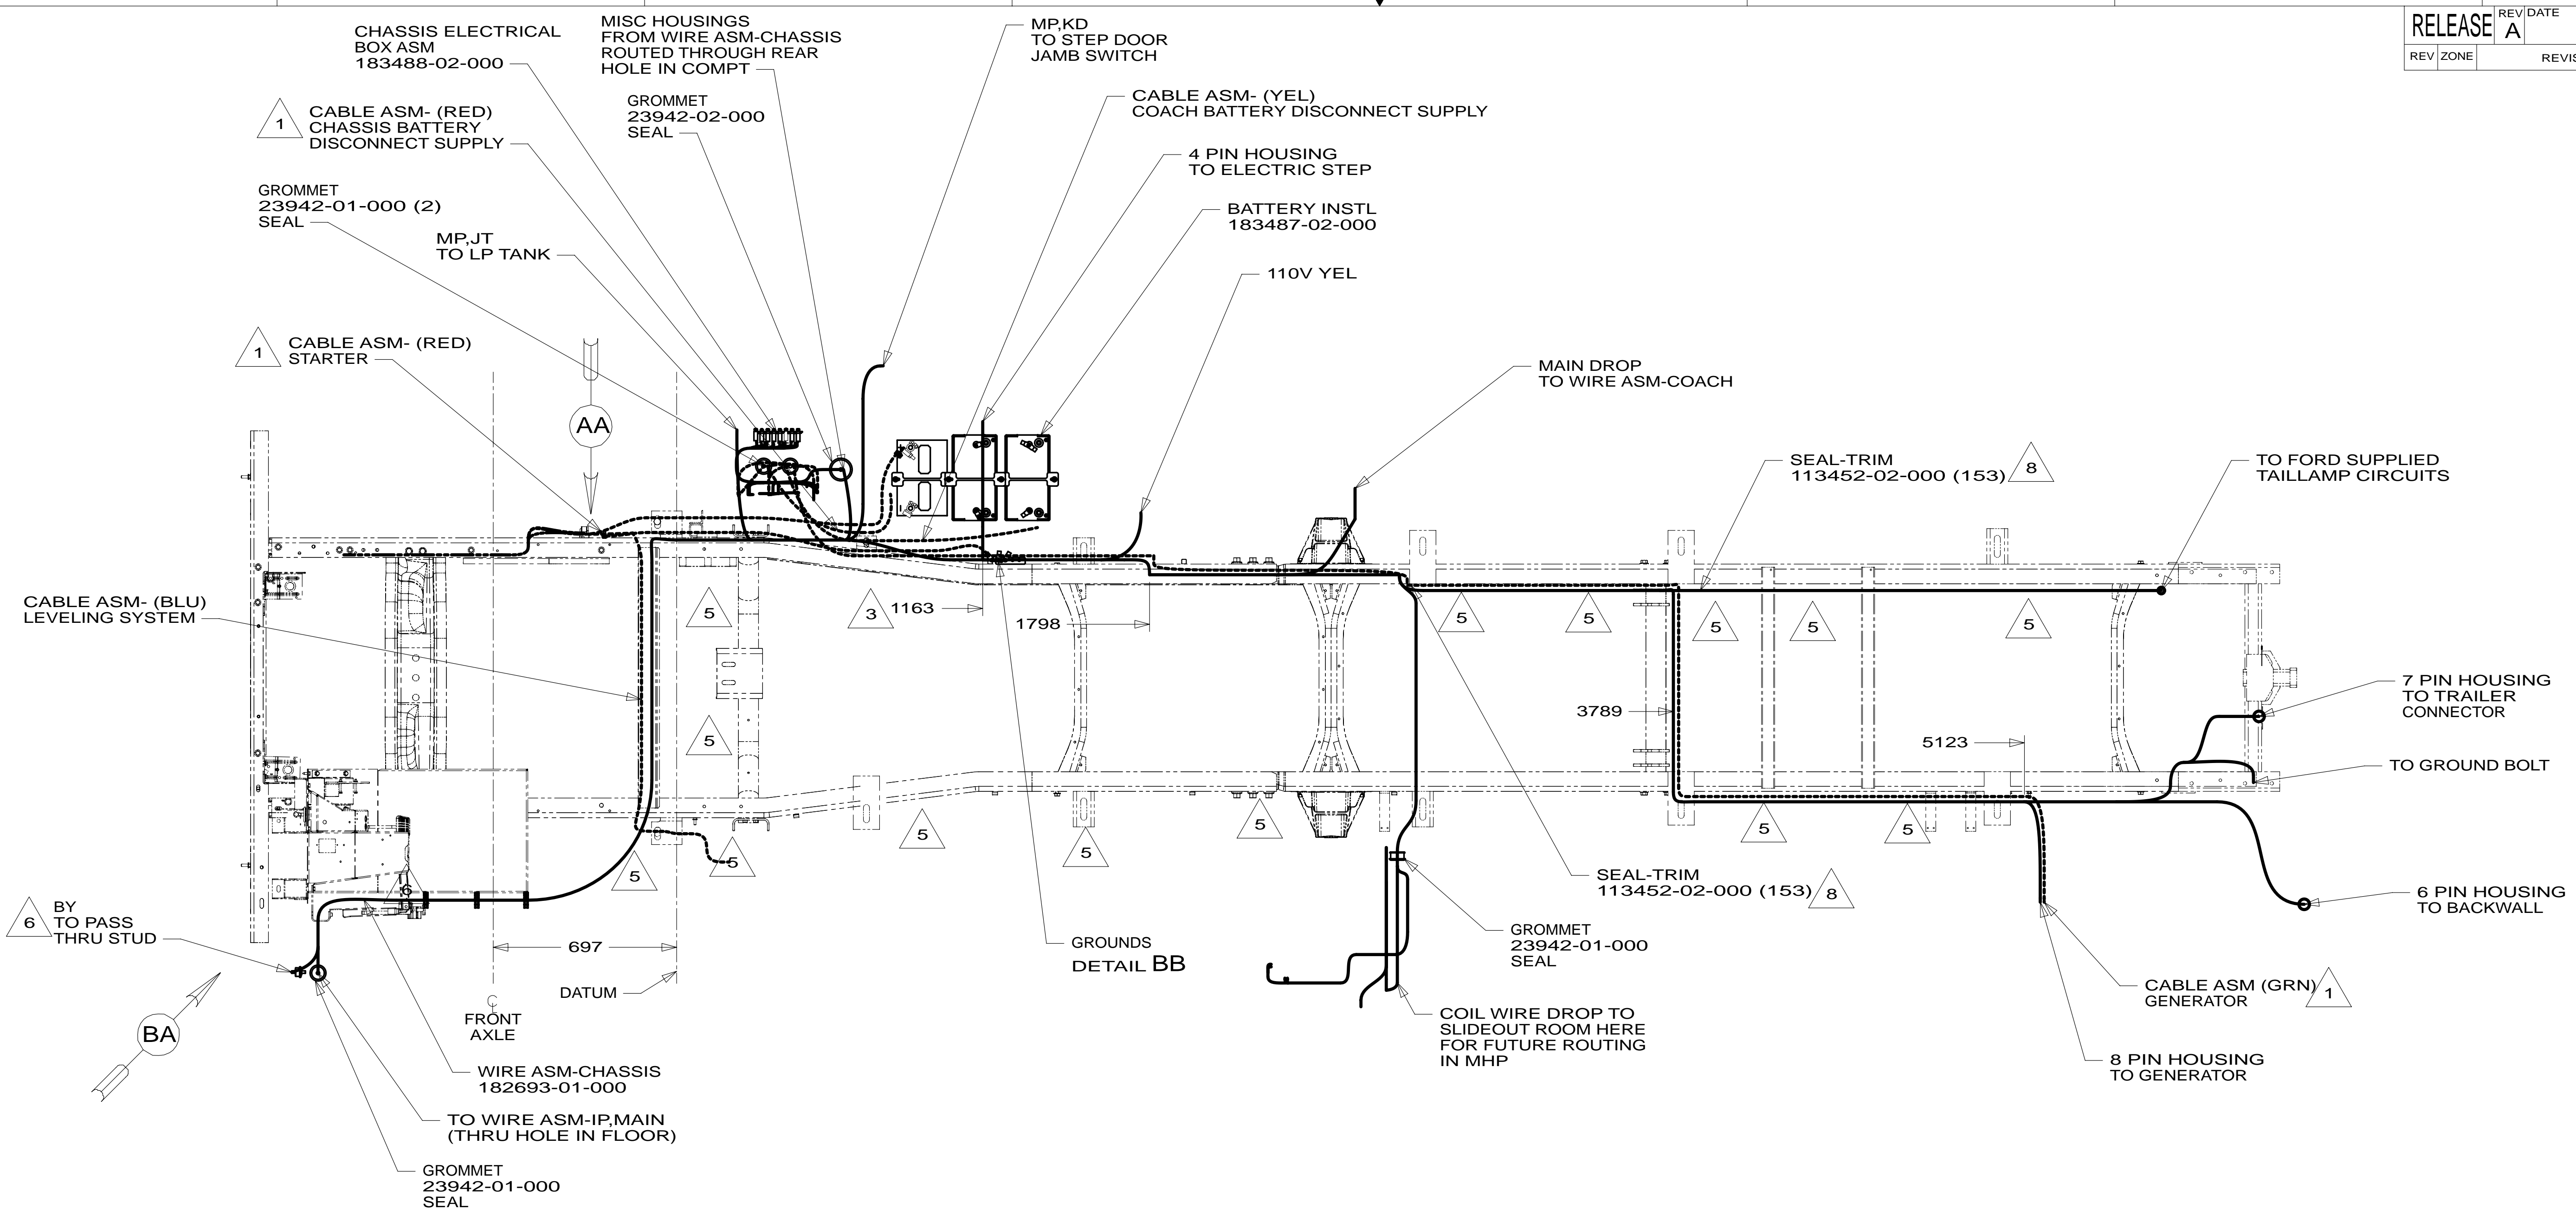 RELEASE
REV
A
DATE
REV
ZONE
REVIS
CHASSIS ELECTRICAL
BOX ASM
183488-02-000
MISC HOUSINGS
FROM WIRE ASM-CHASSIS
ROUTED THROUGH REAR
HOLE IN COMPT
MP,KD
TO STEP DOOR
JAMB SWITCH
1
CABLE ASM- (RED)
CHASSIS BATTERY
DISCONNECT SUPPLY
GROMMET
23942-02-000
SEAL
CABLE ASM- (YEL)
COACH BATTERY DISCONNECT SUPPLY
4 PIN HOUSING
TO ELECTRIC STEP
GROMMET
23942-01-000 (2)
SEAL
BATTERY INSTL
183487-02-000
MP,JT
TO LP TANK
110V YEL
1
CABLE ASM- (RED)
STARTER
AA
MAIN DROP
TO WIRE ASM-COACH
SEAL-TRIM
113452-02-000 (153)
8
TO FORD SUPPLIED
TAILLAMP CIRCUITS
CABLE ASM- (BLU)
LEVELING SYSTEM
5
3
1163
1798
5
5
5
5
5
5
3789
5123
7 PIN HOUSING
TO TRAILER
CONNECTOR
TO GROUND BOLT
5
5
5
5
5
5
5
6
6
BY
TO PASS
THRU STUD
SEAL-TRIM
113452-02-000 (153)
8
6 PIN HOUSING
TO BACKWALL
697
DATUM
GROUNDS
DETAIL BB
GROMMET
23942-01-000
SEAL
CABLE ASM (GRN)
GENERATOR
1
CL
FRONT
AXLE
BA
COIL WIRE DROP TO
SLIDEOUT ROOM HERE
FOR FUTURE ROUTING
IN MHP
8 PIN HOUSING
TO GENERATOR
WIRE ASM-CHASSIS
182693-01-000
TO WIRE ASM-IP,MAIN
(THRU HOLE IN FLOOR)
GROMMET
23942-01-000
SEAL